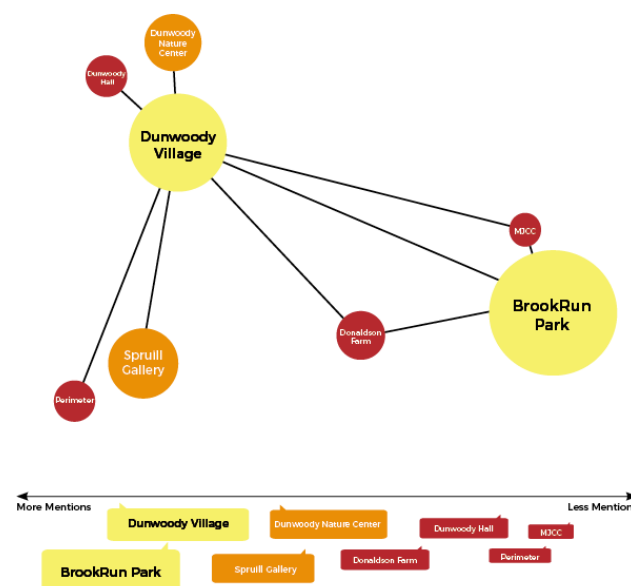 Dunwoody
Nature
Center
Dunwoody
Hall
Dunwoody
Village
MJCC
BrookRun
Park
Donaldson
Farm
Spruill
Gallery
Perimeter
More Mentions
Less Mention
Dunwoody Village
Dunwoody Nature Center
Dunwoody Hall
MJCC
BrookRun Park
Spruill Gallery
Donaldson Farm
Perimeter